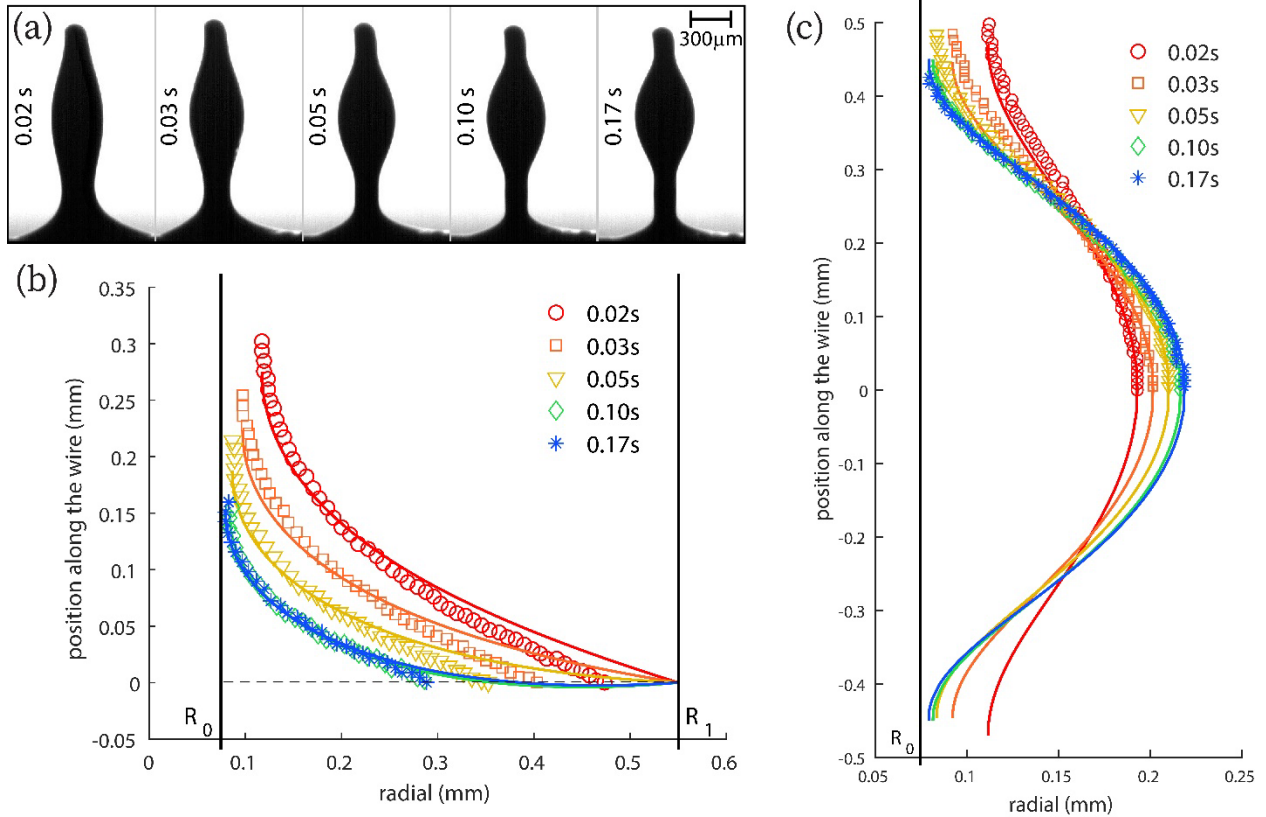 (a)
0.02 s
0.03 s
0.05 s
0.10 s
0.17 s
300μm
(b)
0.35
0.3
0.25
0.20
0.15
0.10
0.05
0
-0.05
position along the wire (mm)
0.02s
0.03s
0.05s
0.10s
0.17s
R0
R1
0
0.1
0.2
0.3
0.4
0.5
0.6
radial (mm)
(c)
0.5
0.4
0.3
0.2
0.1
0
-0.1
-0.2
-0.3
-0.4
-0.5
position along the wire (mm)
0.02s
0.03s
0.05s
0.10s
0.17s
R0
0.05
0.1
0.15
0.2
0.25
radial (mm)